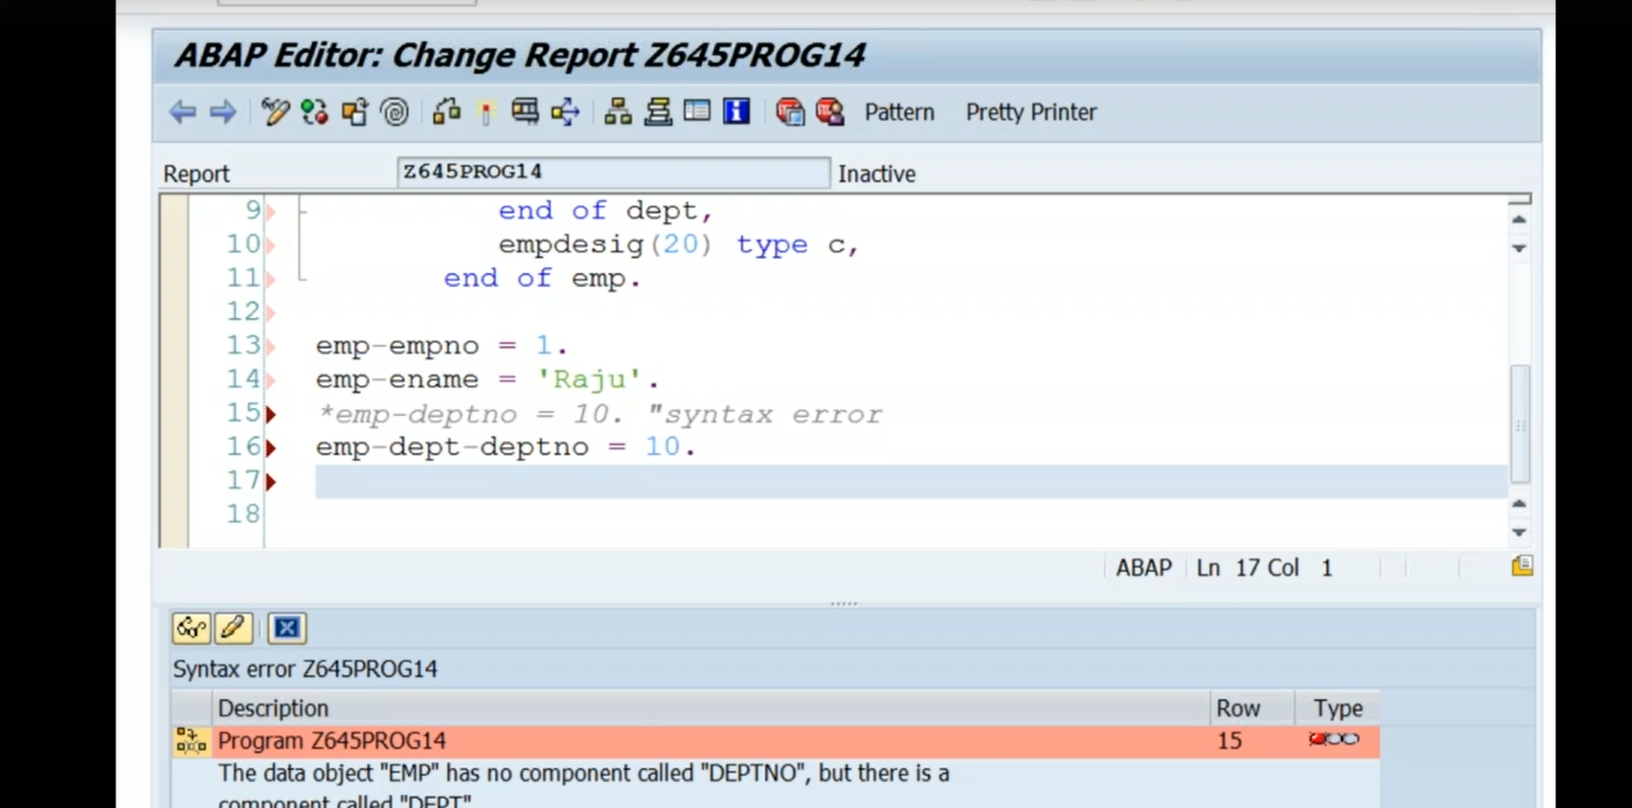 ABAP Editor: Change Report Z645PROG14
Pattern Pretty Printer
Report Z645PROG14 Inactive
9 end of dept,
10 empdesig(20) type c,
11 end of emp.
12
13 emp-empno = 1.
14 emp-ename = 'Raju'.
15 *emp-deptno = 10. "syntax error
16 emp-dept-deptno = 10.
17
18
ABAP Ln 17 Col 1
Syntax error Z645PROG14
Description Row Type
Program Z645PROG14 15
The data object "EMP" has no component called "DEPTNO", but there is a
component called "DEPT"